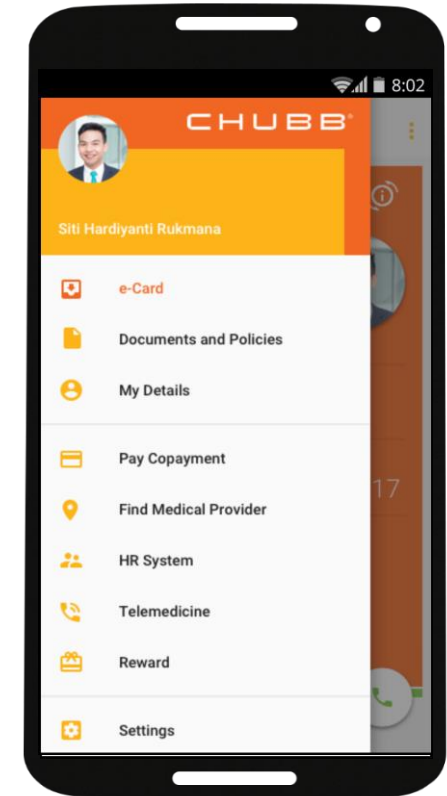 8:02
CHUBB®
Siti Hardiyanti Rukmana
e-Card
Documents and Policies
My Details
Pay Copayment
17
Find Medical Provider
HR System
Telemedicine
Reward
Settings